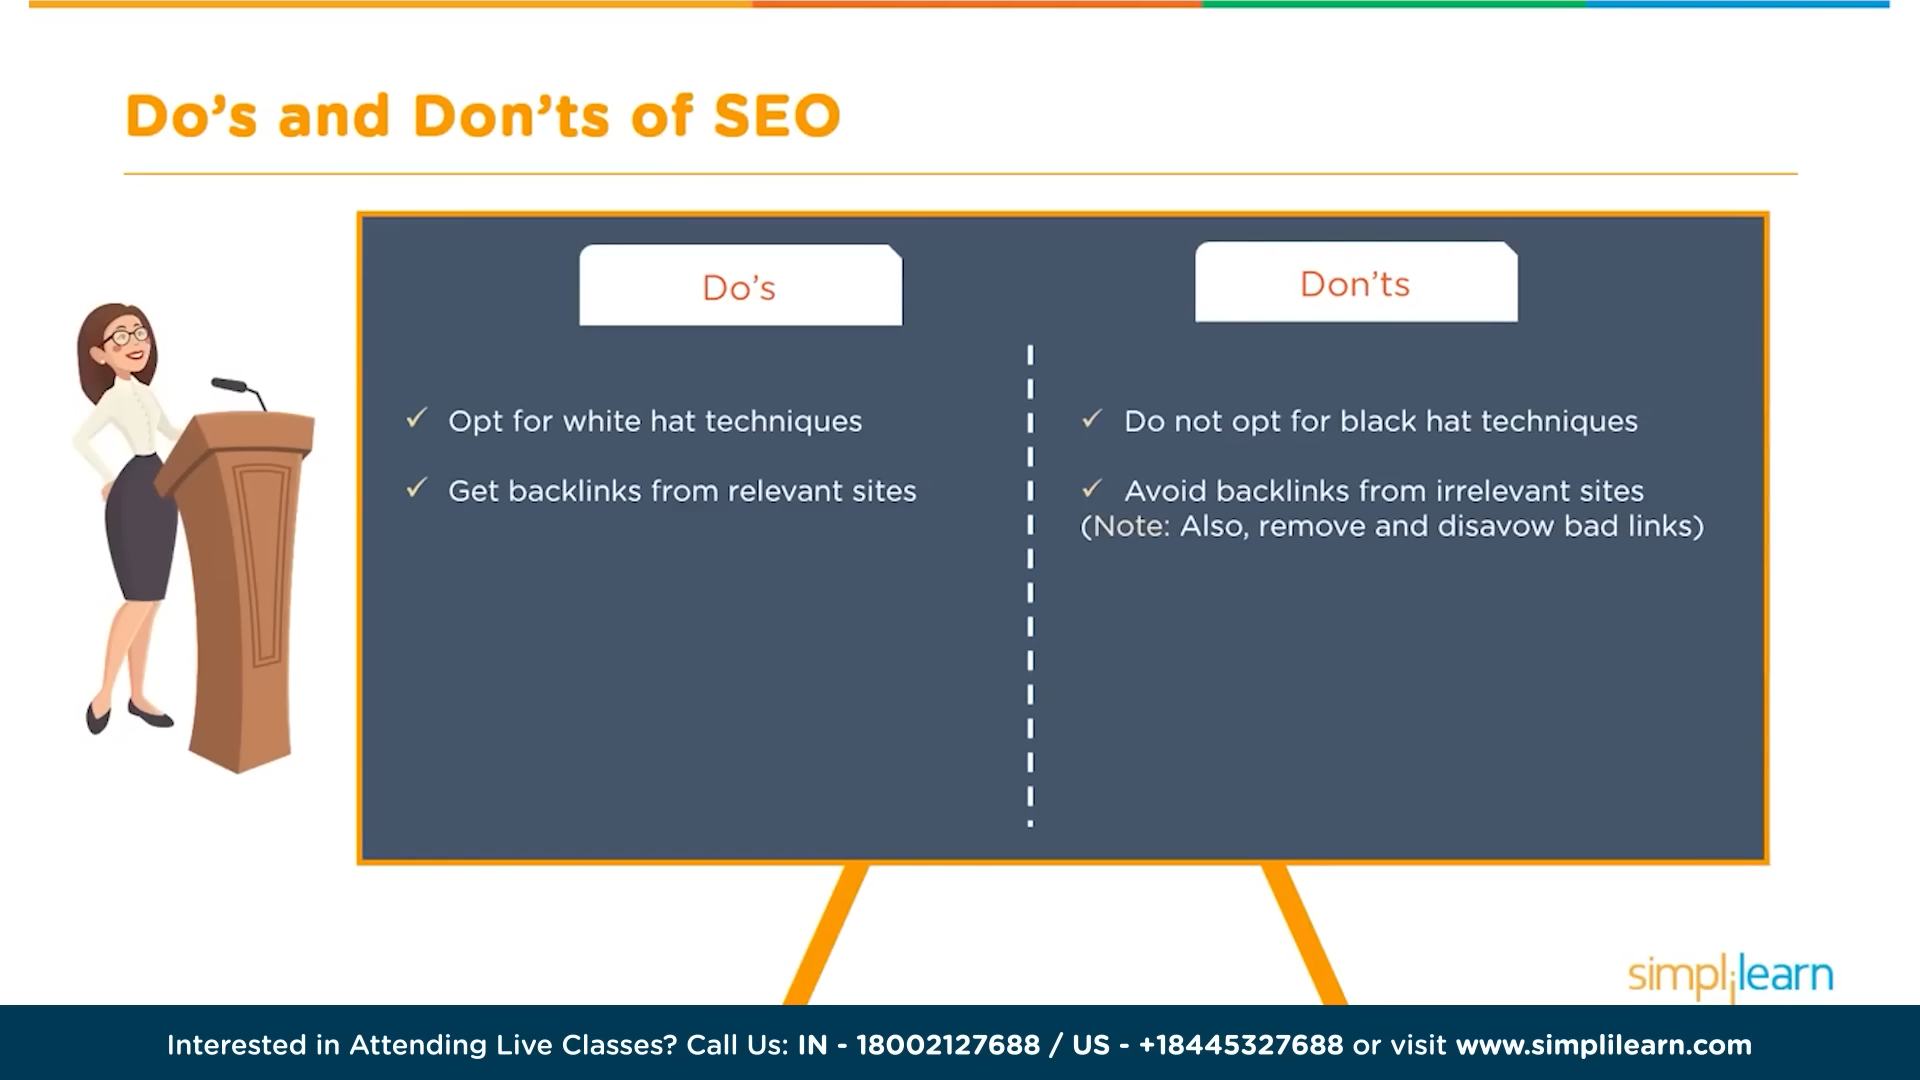 Do’s and Don’ts of SEO
Do’s
Don’ts
✓ Opt for white hat techniques
✓ Get backlinks from relevant sites
✓ Do not opt for black hat techniques
✓ Avoid backlinks from irrelevant sites
(Note: Also, remove and disavow bad links)
simplilearn
Interested in Attending Live Classes? Call Us: IN - 18002127688 / US - +18445327688 or visit www.simplilearn.com